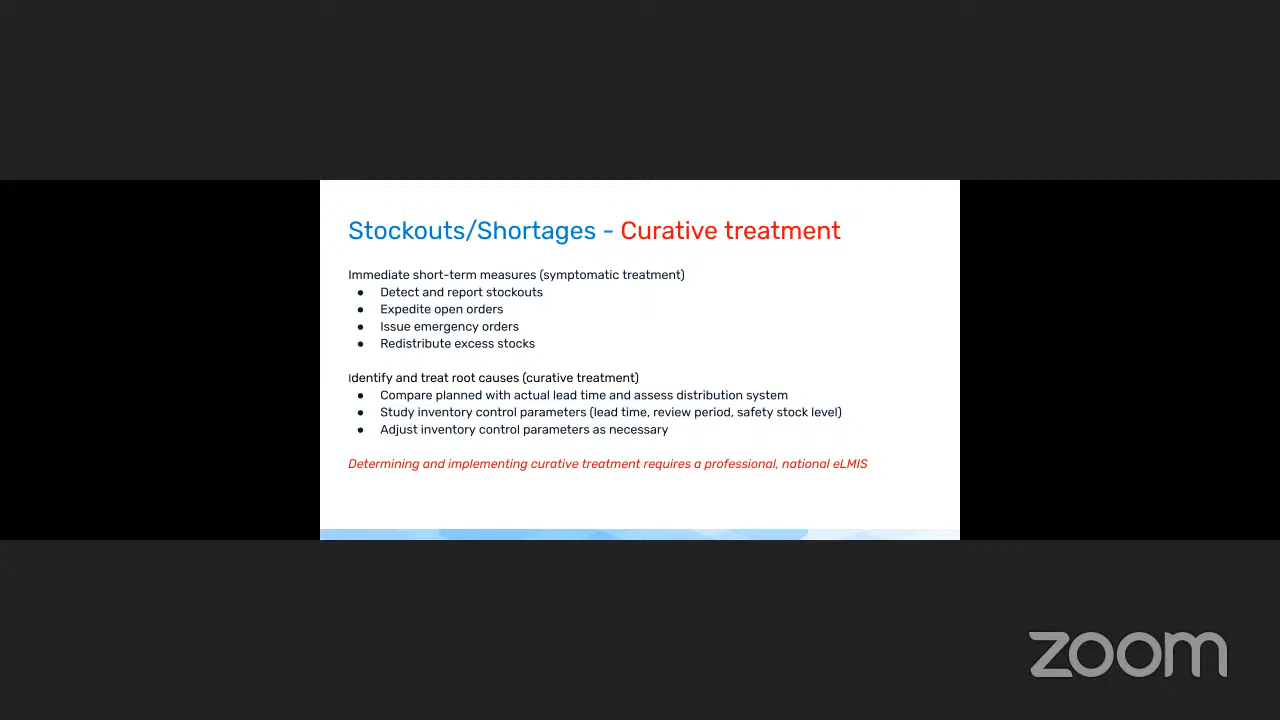 Stockouts/Shortages - Curative treatment
Immediate short-term measures (symptomatic treatment)
● Detect and report stockouts
● Expedite open orders
● Issue emergency orders
● Redistribute excess stocks
Identify and treat root causes (curative treatment)
● Compare planned with actual lead time and assess distribution system
● Study inventory control parameters (lead time, review period, safety stock level)
● Adjust inventory control parameters as necessary
Determining and implementing curative treatment requires a professional, national eLMIS
zoom